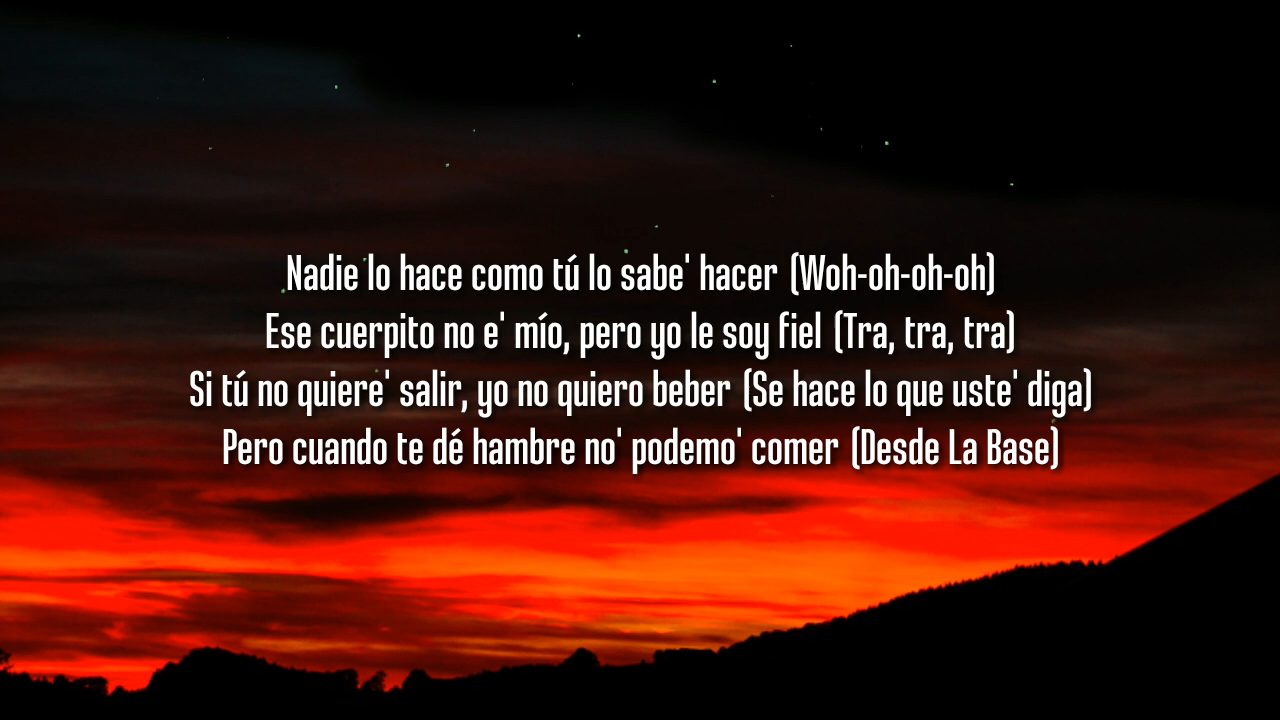 Nadie lo hace como tú lo sabe' hacer (Woh-oh-oh-oh)
Ese cuerpito no e' mío, pero yo le soy fiel (Tra, tra, tra)
Si tú no quiere' salir, yo no quiero beber (Se hace lo que uste' diga)
Pero cuando te dé hambre no' podemo' comer (Desde La Base)